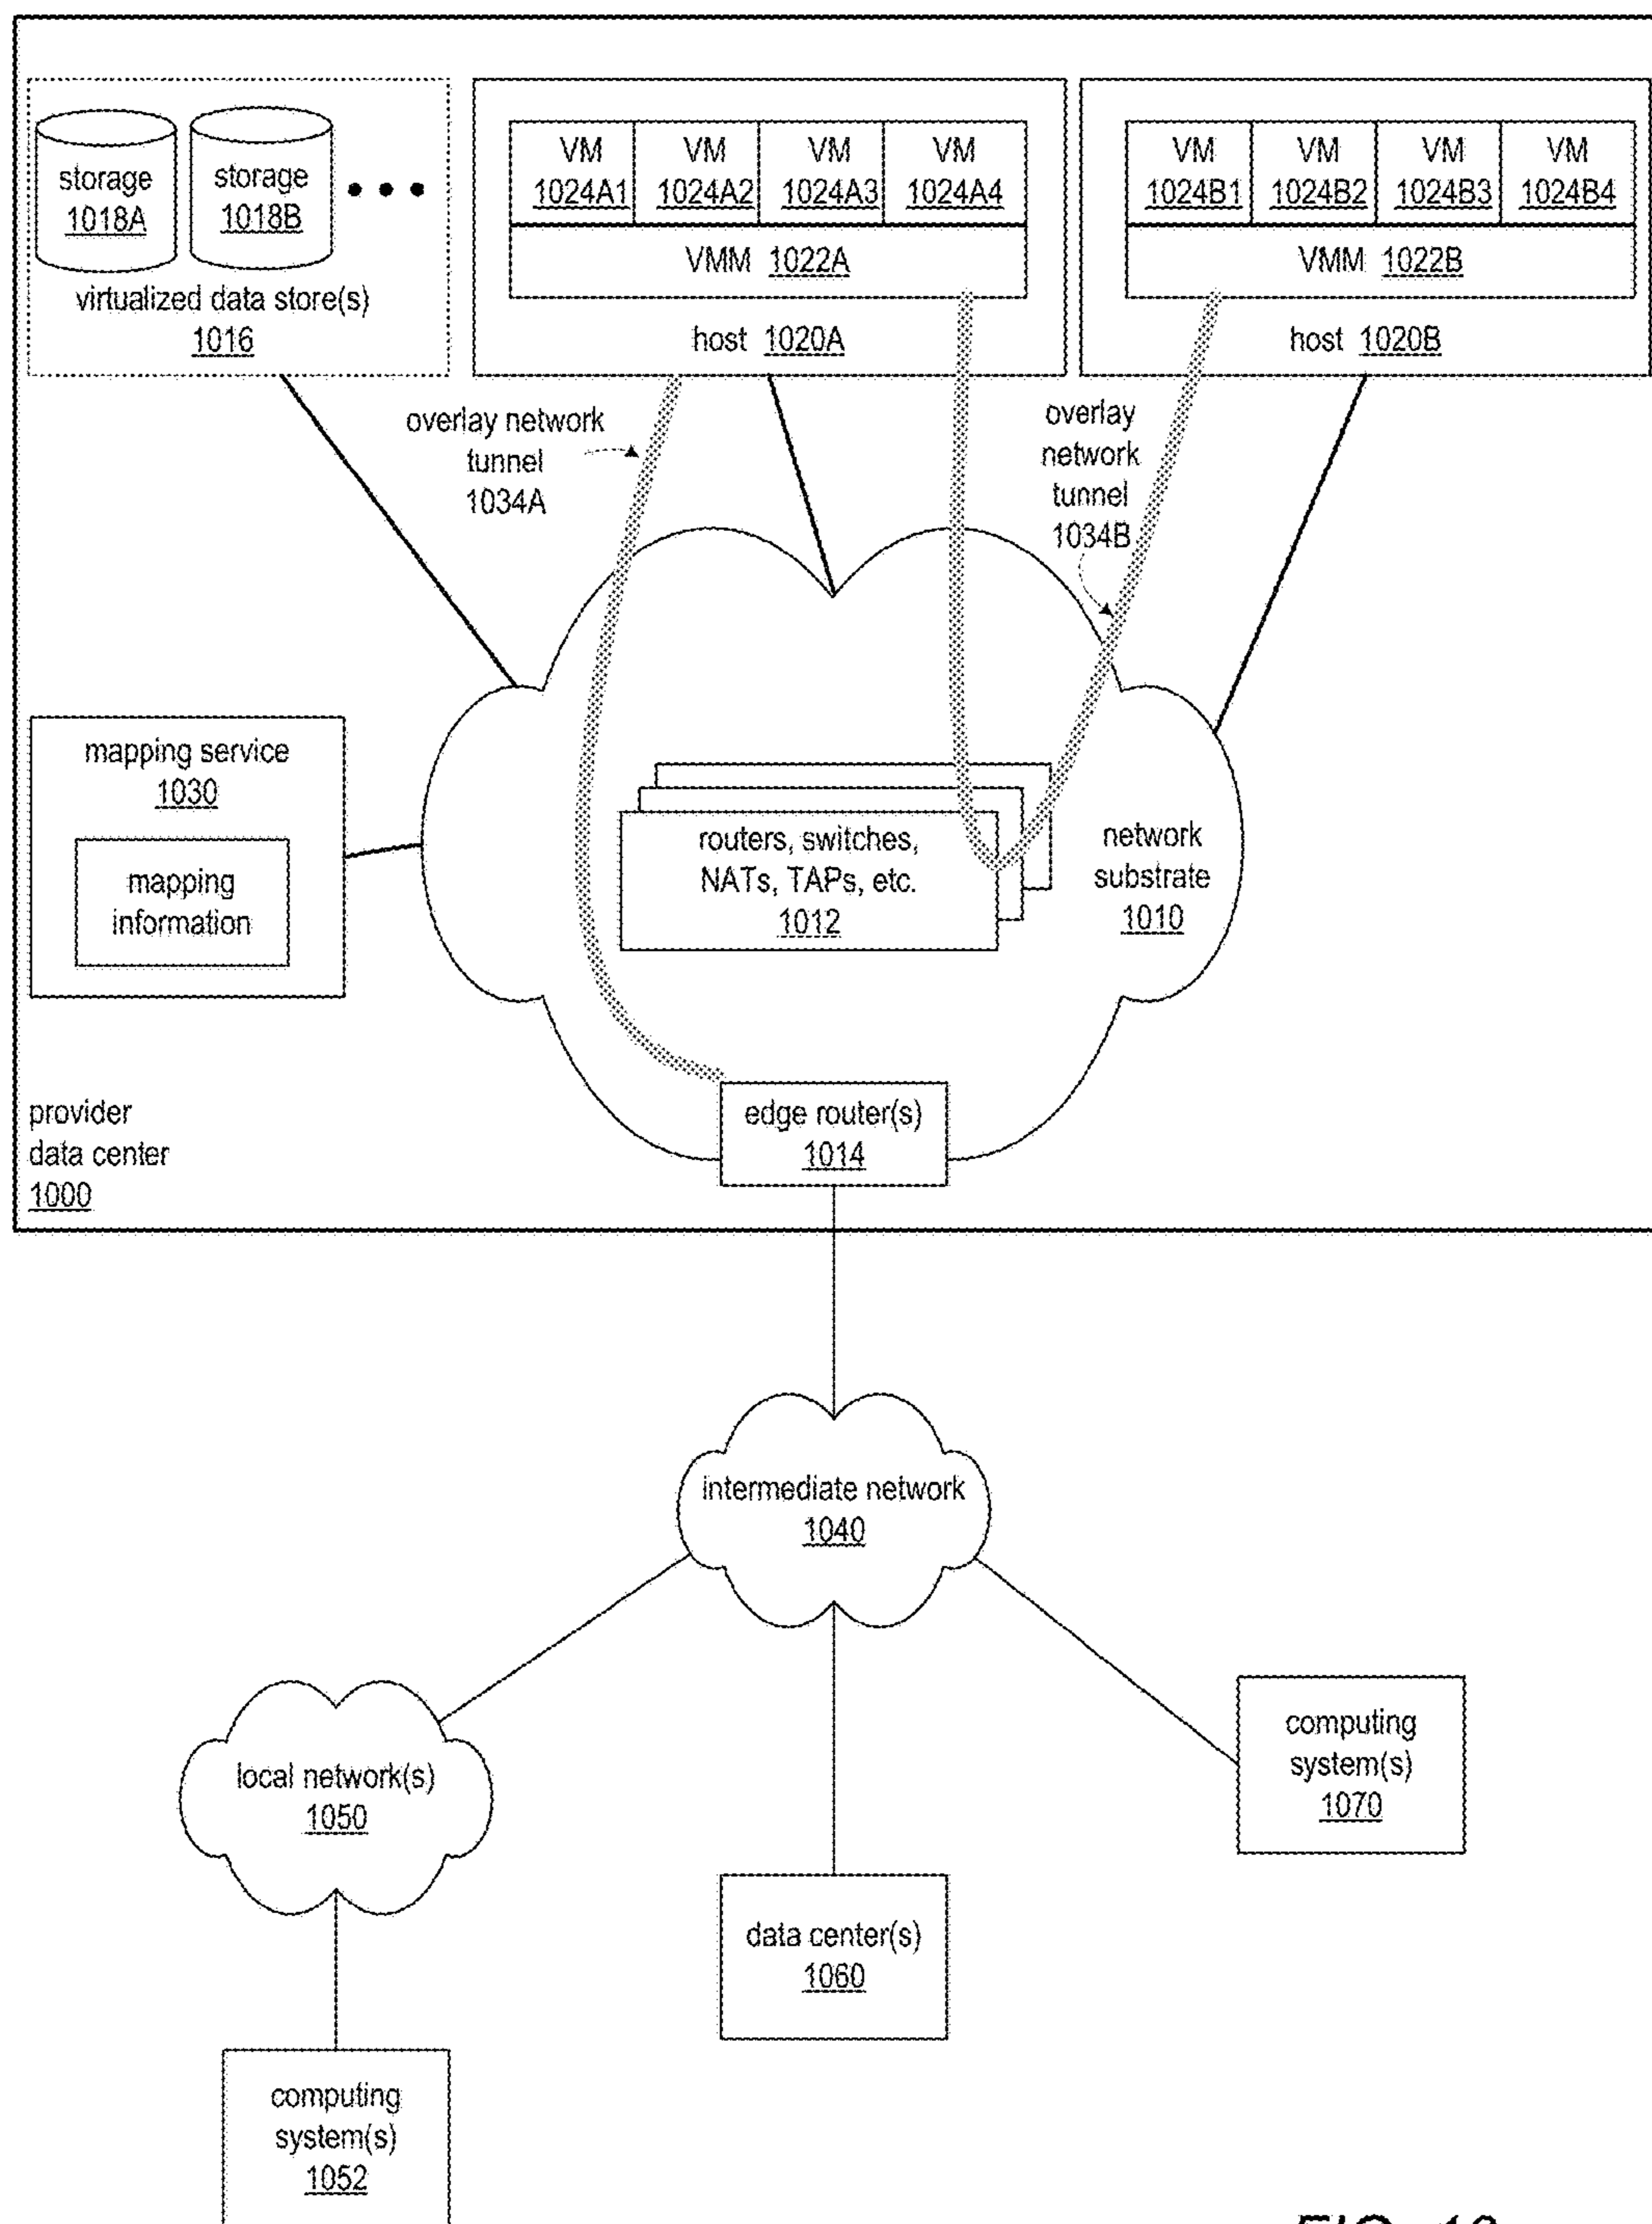 storage
1018A
storage
1018B
virtualized data store(s)
1016
VM
1024A1
VM
1024A2
VM
1024A3
VM
1024A4
VMM 1022A
host 1020A
VM
1024B1
VM
1024B2
VM
1024B3
VM
1024B4
VMM 1022B
host 1020B
overlay network
tunnel
1034A
overlay
network
tunnel
1034B
mapping service
1030
mapping
information
routers, switches,
NATs, TAPs, etc.
1012
network
substrate
1010
provider
data center
1000
edge router(s)
1014
intermediate network
1040
local network(s)
1050
computing
system(s)
1070
data center(s)
1060
computing
system(s)
1052